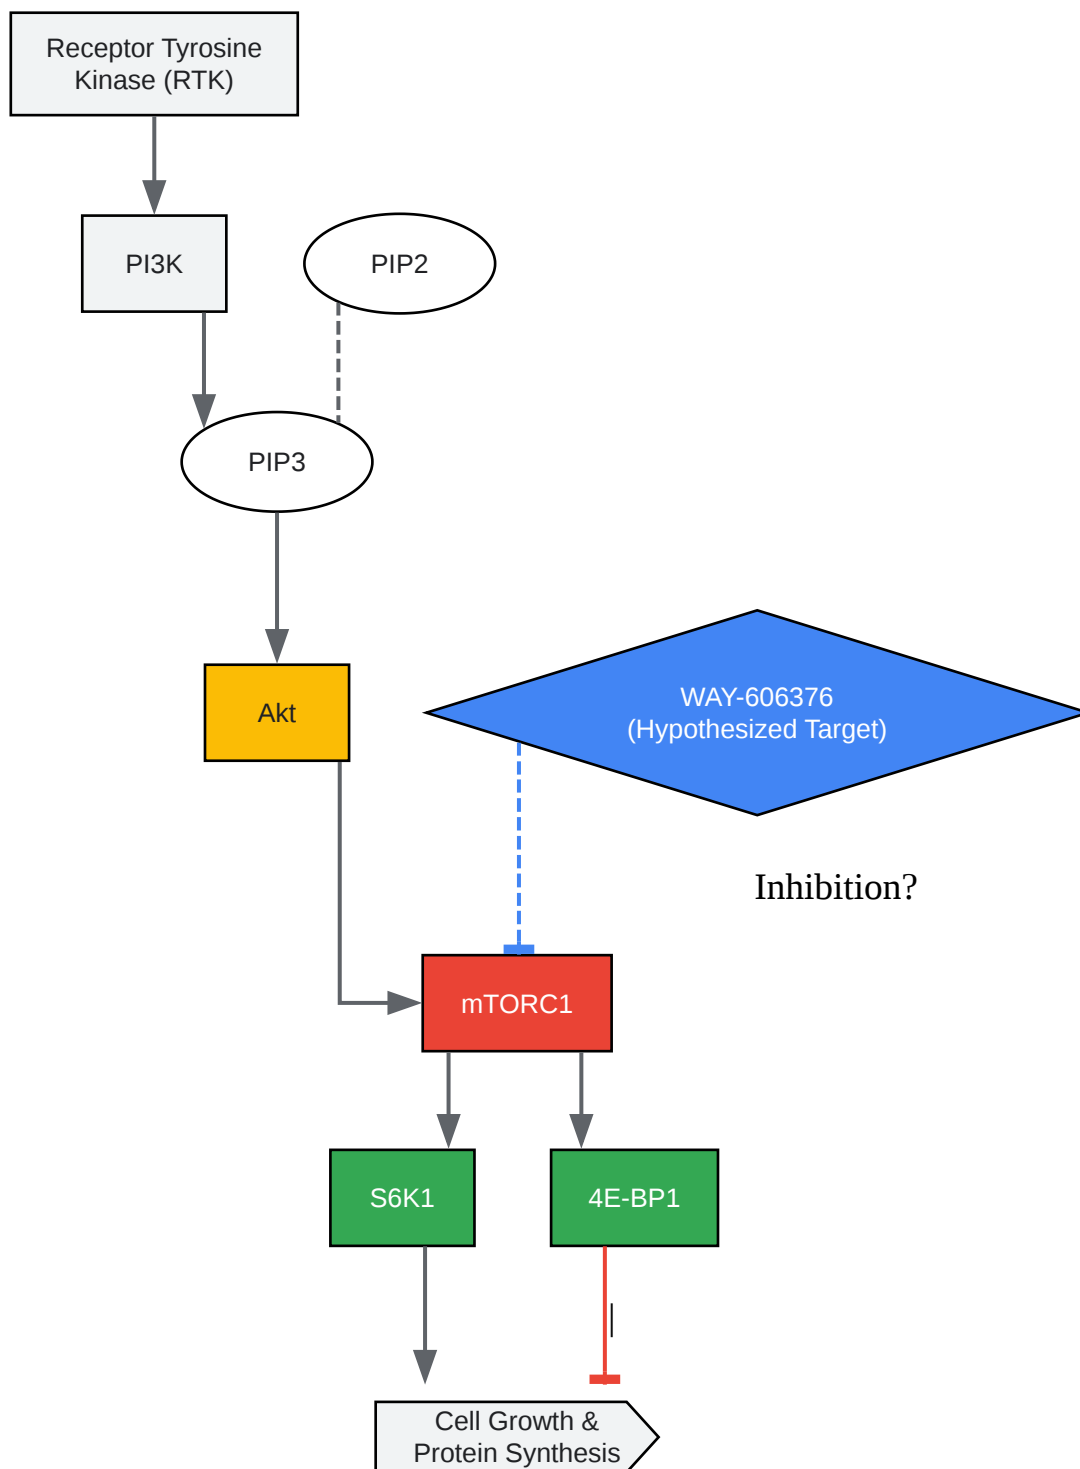 Receptor Tyrosine
Kinase (RTK)
PI3K
PIP2
PIP3
Akt
WAY-606376
(Hypothesized Target)
Inhibition?
mTORC1
S6K1
4E-BP1
|
Cell Growth &
Protein Synthesis